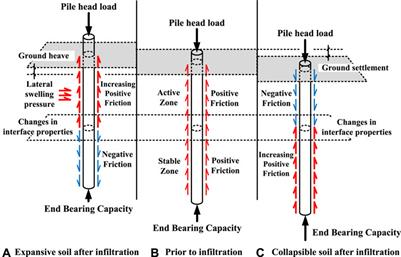 Pile head load
Ground heave
Lateral
swelling
pressure
Increasing
Positive
Friction
Changes in
interface properties
Negative
Friction
End Bearing Capacity
A Expansive soil after infiltration
Pile head load
Active
Zone
Positive
Friction
Stable
Zone
Positive
Friction
End Bearing Capacity
B Prior to infiltration
Pile head load
Ground settlement
Negative
Friction
Changes in
interface properties
Increasing
Positive
Friction
End Bearing Capacity
C Collapsible soil after infiltration